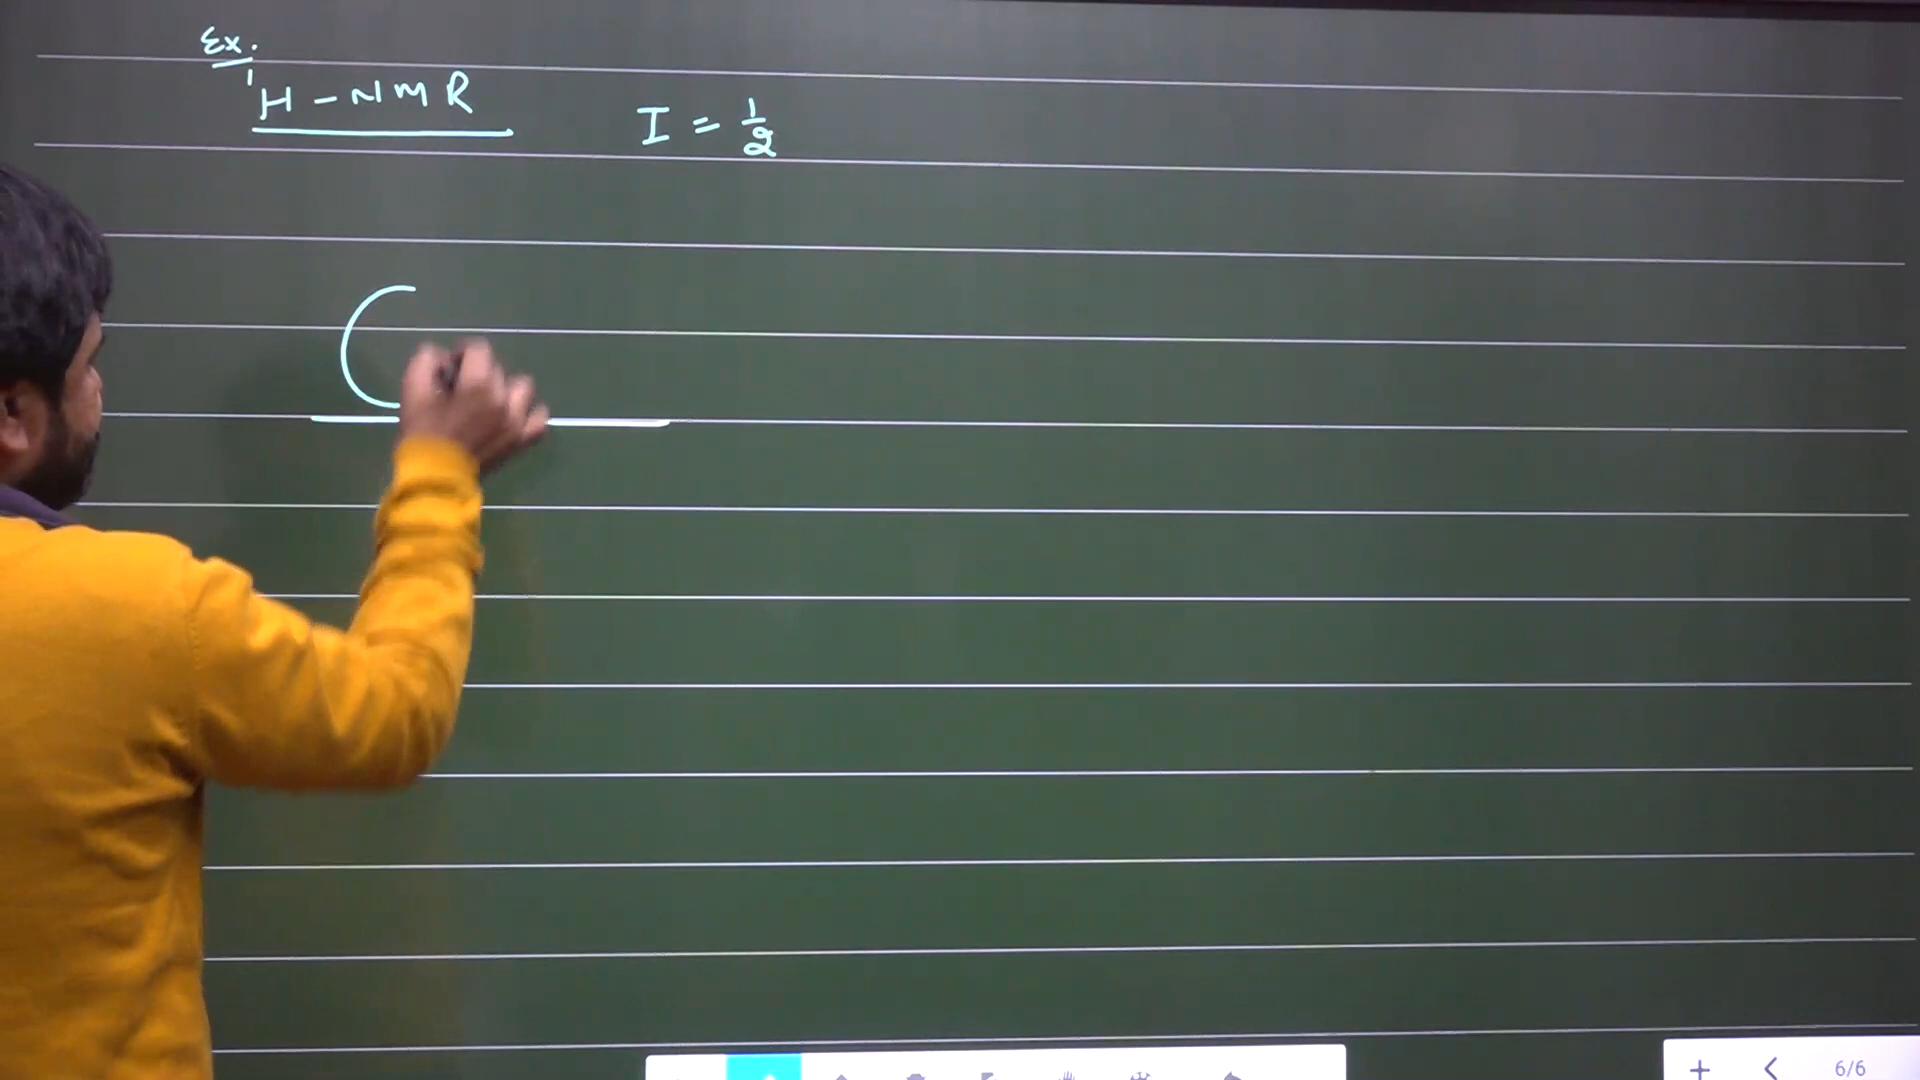 Ex.
¹H - NMR
I = 1/2
(
6/6